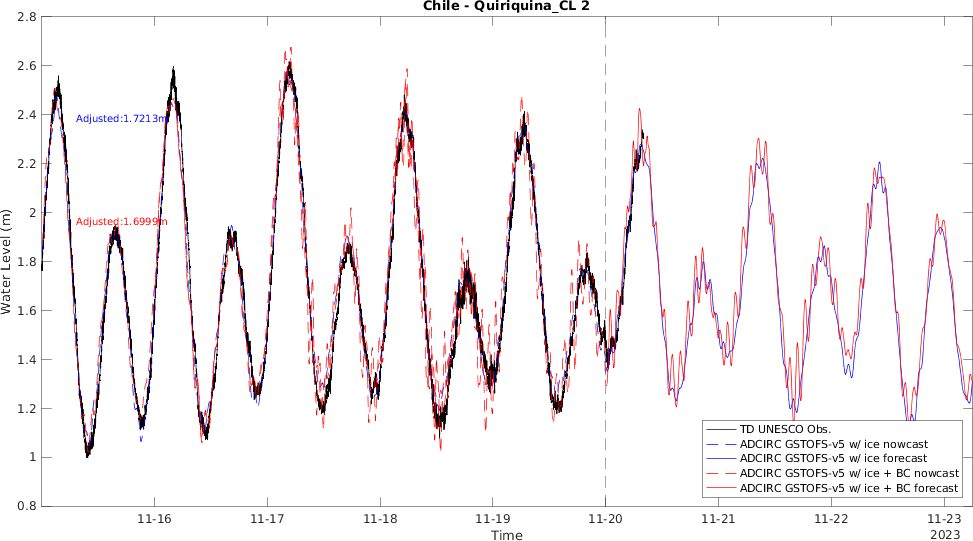 Chile - Quiriquina_CL 2
2.8
2.6
2.4
2.2
2
1.8
1.6
1.4
1.2
1
0.8
Water Level (m)
Adjusted:1.7213m
Adjusted:1.6999m
TD UNESCO Obs.
ADCIRC GSTOFS-v5 w/ ice nowcast
ADCIRC GSTOFS-v5 w/ ice forecast
ADCIRC GSTOFS-v5 w/ ice + BC nowcast
ADCIRC GSTOFS-v5 w/ ice + BC forecast
11-16 11-17 11-18 11-19 11-20 11-21 11-22 11-23
2023
Time